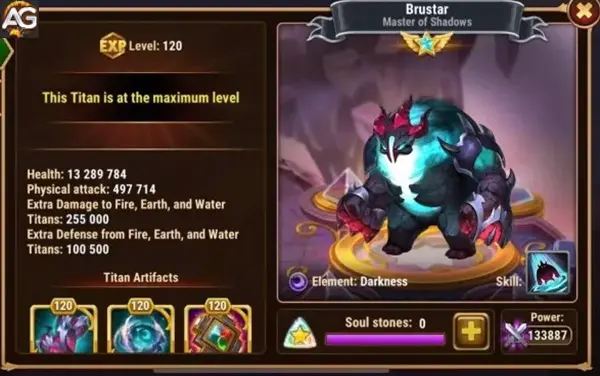 AG
Brustar
Master of Shadows
EXP Level: 120
This Titan is at the maximum level
Health: 13 289 784
Physical attack: 497 714
Extra Damage to Fire, Earth, and Water
Titans: 255 000
Extra Defense from Fire, Earth, and Water
Titans: 100 500
Titan Artifacts
120
120
120
Element: Darkness
Skill:
Soul stones: 0
Power:
133887